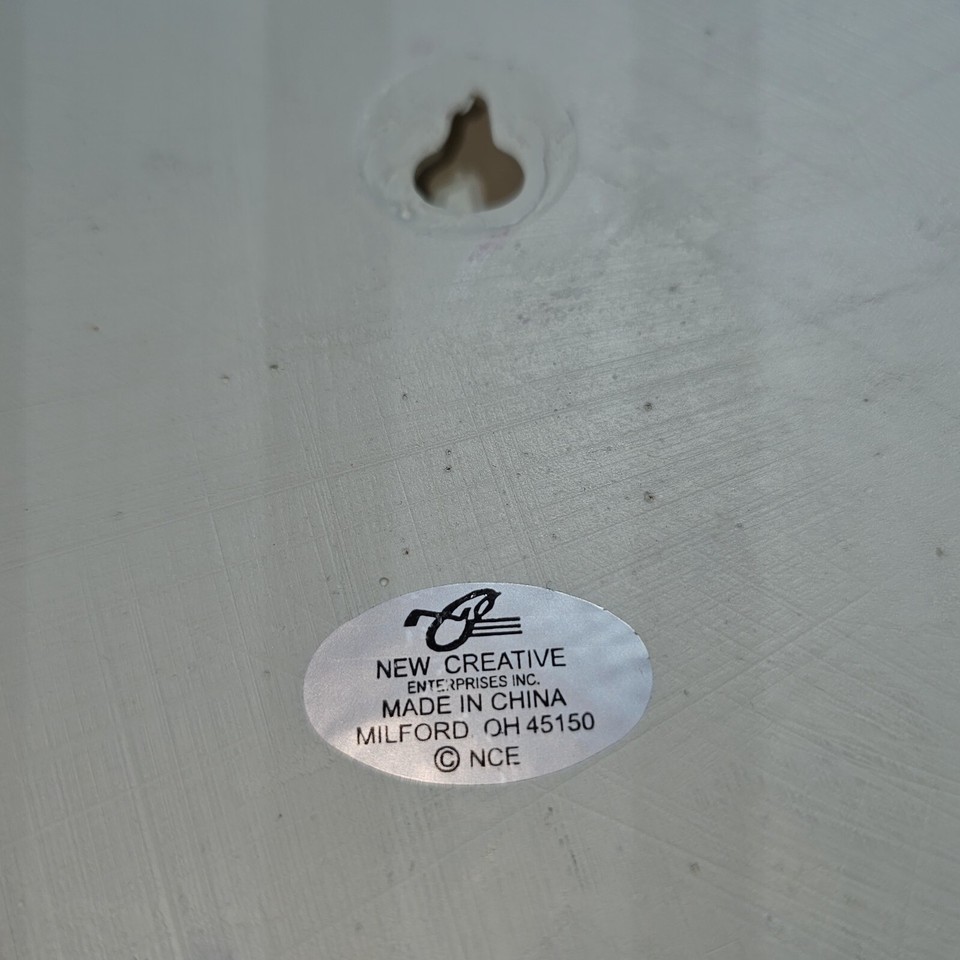 NEW CREATIVE
ENTERPRISES INC.
MADE IN CHINA
MILFORD, OH 45150
© NCE